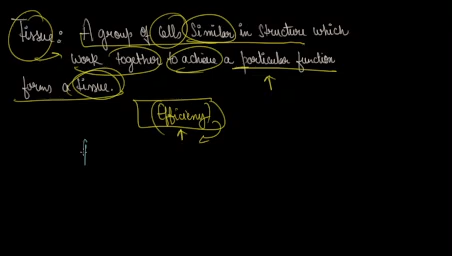 Tissue: A group of cells similar in structure which
work together to achieve a particular function
forms a tissue.
Efficiency